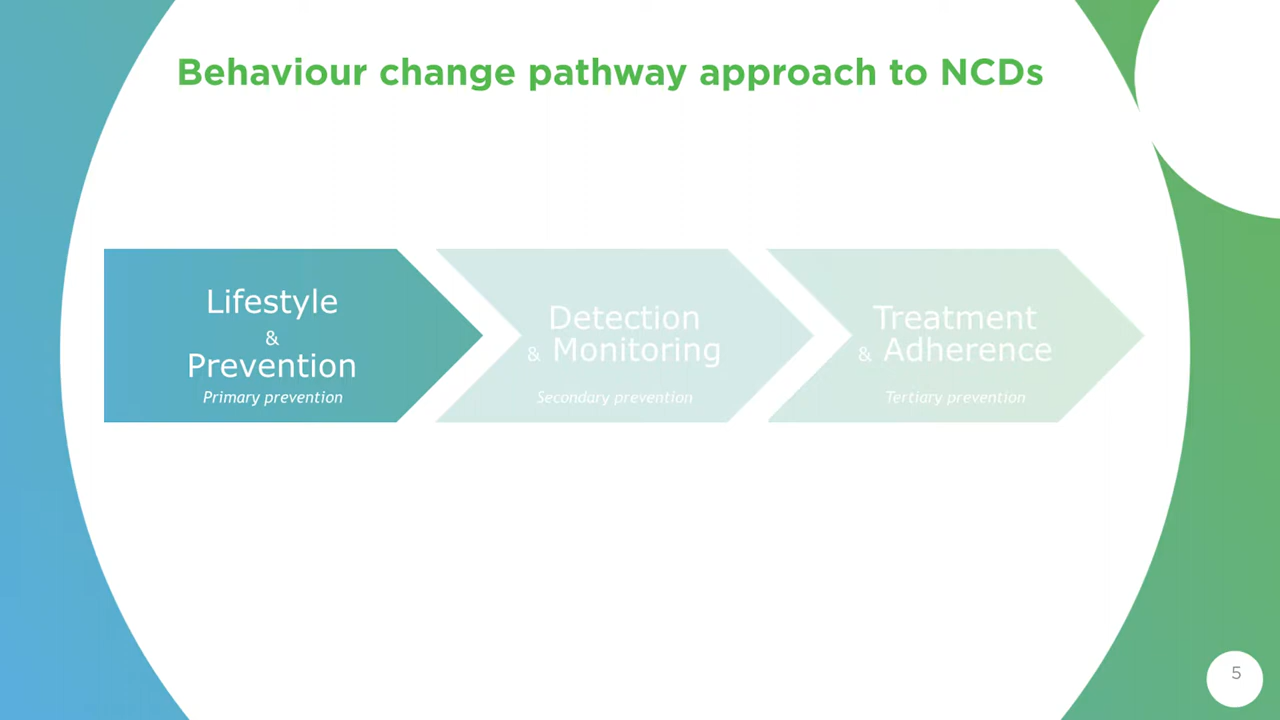 Behaviour change pathway approach to NCDs
Lifestyle
&
Prevention
Primary prevention
Detection
& Monitoring
Secondary prevention
Treatment
& Adherence
Tertiary prevention
5